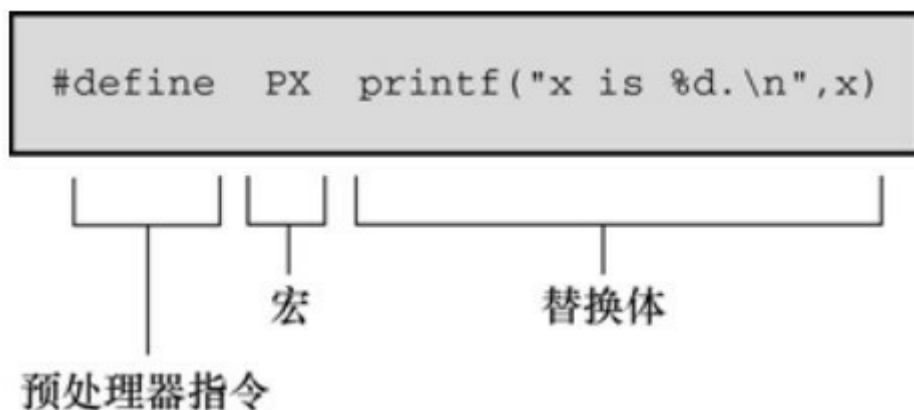 #define PX printf("x is %d.\n",x)
宏 替换体
预处理器指令